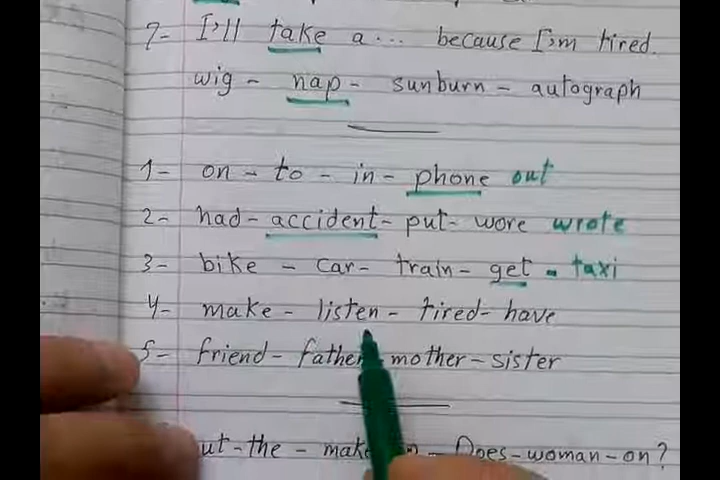 7- I'll take a ... because I'm tired.
wig - nap - sunburn - autograph
1- on - to - in - phone out
2- had - accident - put - wore wrote
3- bike - car - train - get - taxi
4- make - listen - tired - have
5- friend - father mother - sister
the - Does - woman - on?